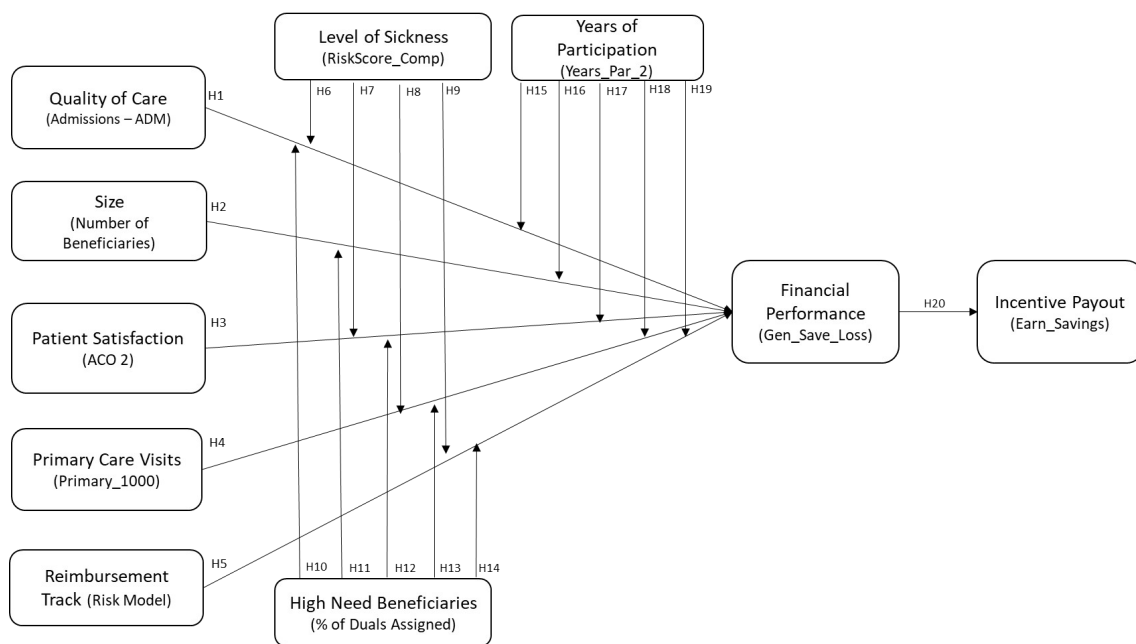 Level of Sickness
(RiskScore_Comp)
Years of
Participation
(Years_Par_2)
Quality of Care
(Admissions – ADM)
H1
H6
H7
H8
H9
H15
H16
H17
H18
H19
Size
(Number of
Beneficiaries)
H2
Patient Satisfaction
(ACO 2)
H3
Financial
Performance
(Gen_Save_Loss)
H20
Incentive Payout
(Earn_Savings)
Primary Care Visits
(Primary_1000)
H4
Reimbursement
Track (Risk Model)
H5
H10
H11
H12
H13
H14
High Need Beneficiaries
(% of Duals Assigned)